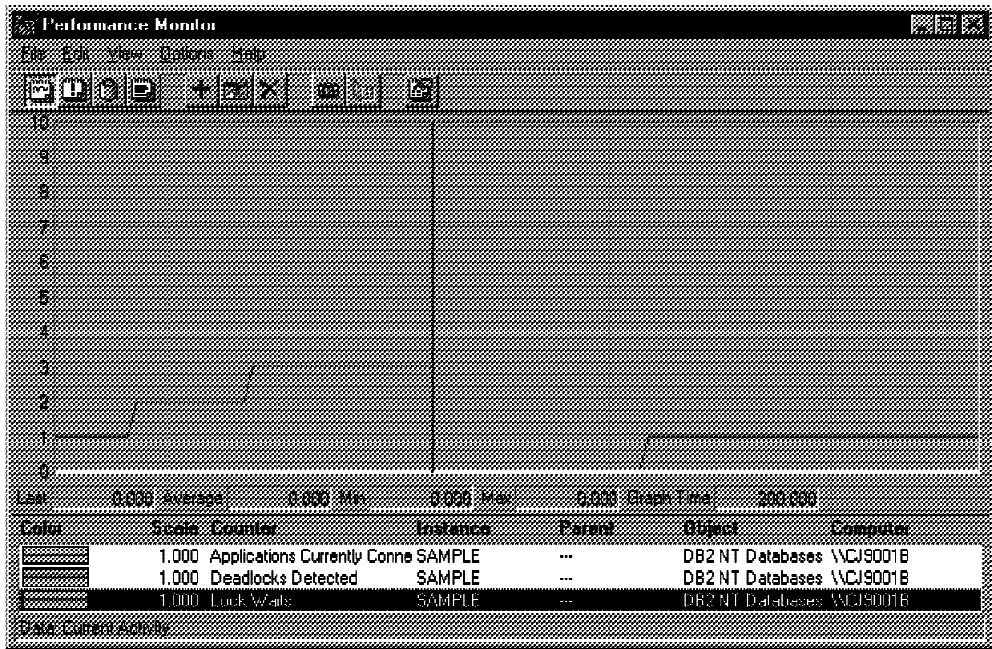 Performance Monitor
File Edit View Options Help
10
9
8
7
6
5
4
3
2
1
0
Last 0.000 Average 0.000 Min 0.000 Max 0.000 Graph Time 200.000
Color Scale Counter Instance Parent Object Computer
1.000 Applications Currently Conne SAMPLE --- DB2 NT Databases \\CJ9001B
1.000 Deadlocks Detected SAMPLE --- DB2 NT Databases \\CJ9001B
1.000 Lock Waits SAMPLE --- DB2 NT Databases \\CJ9001B
Data: Current Activity